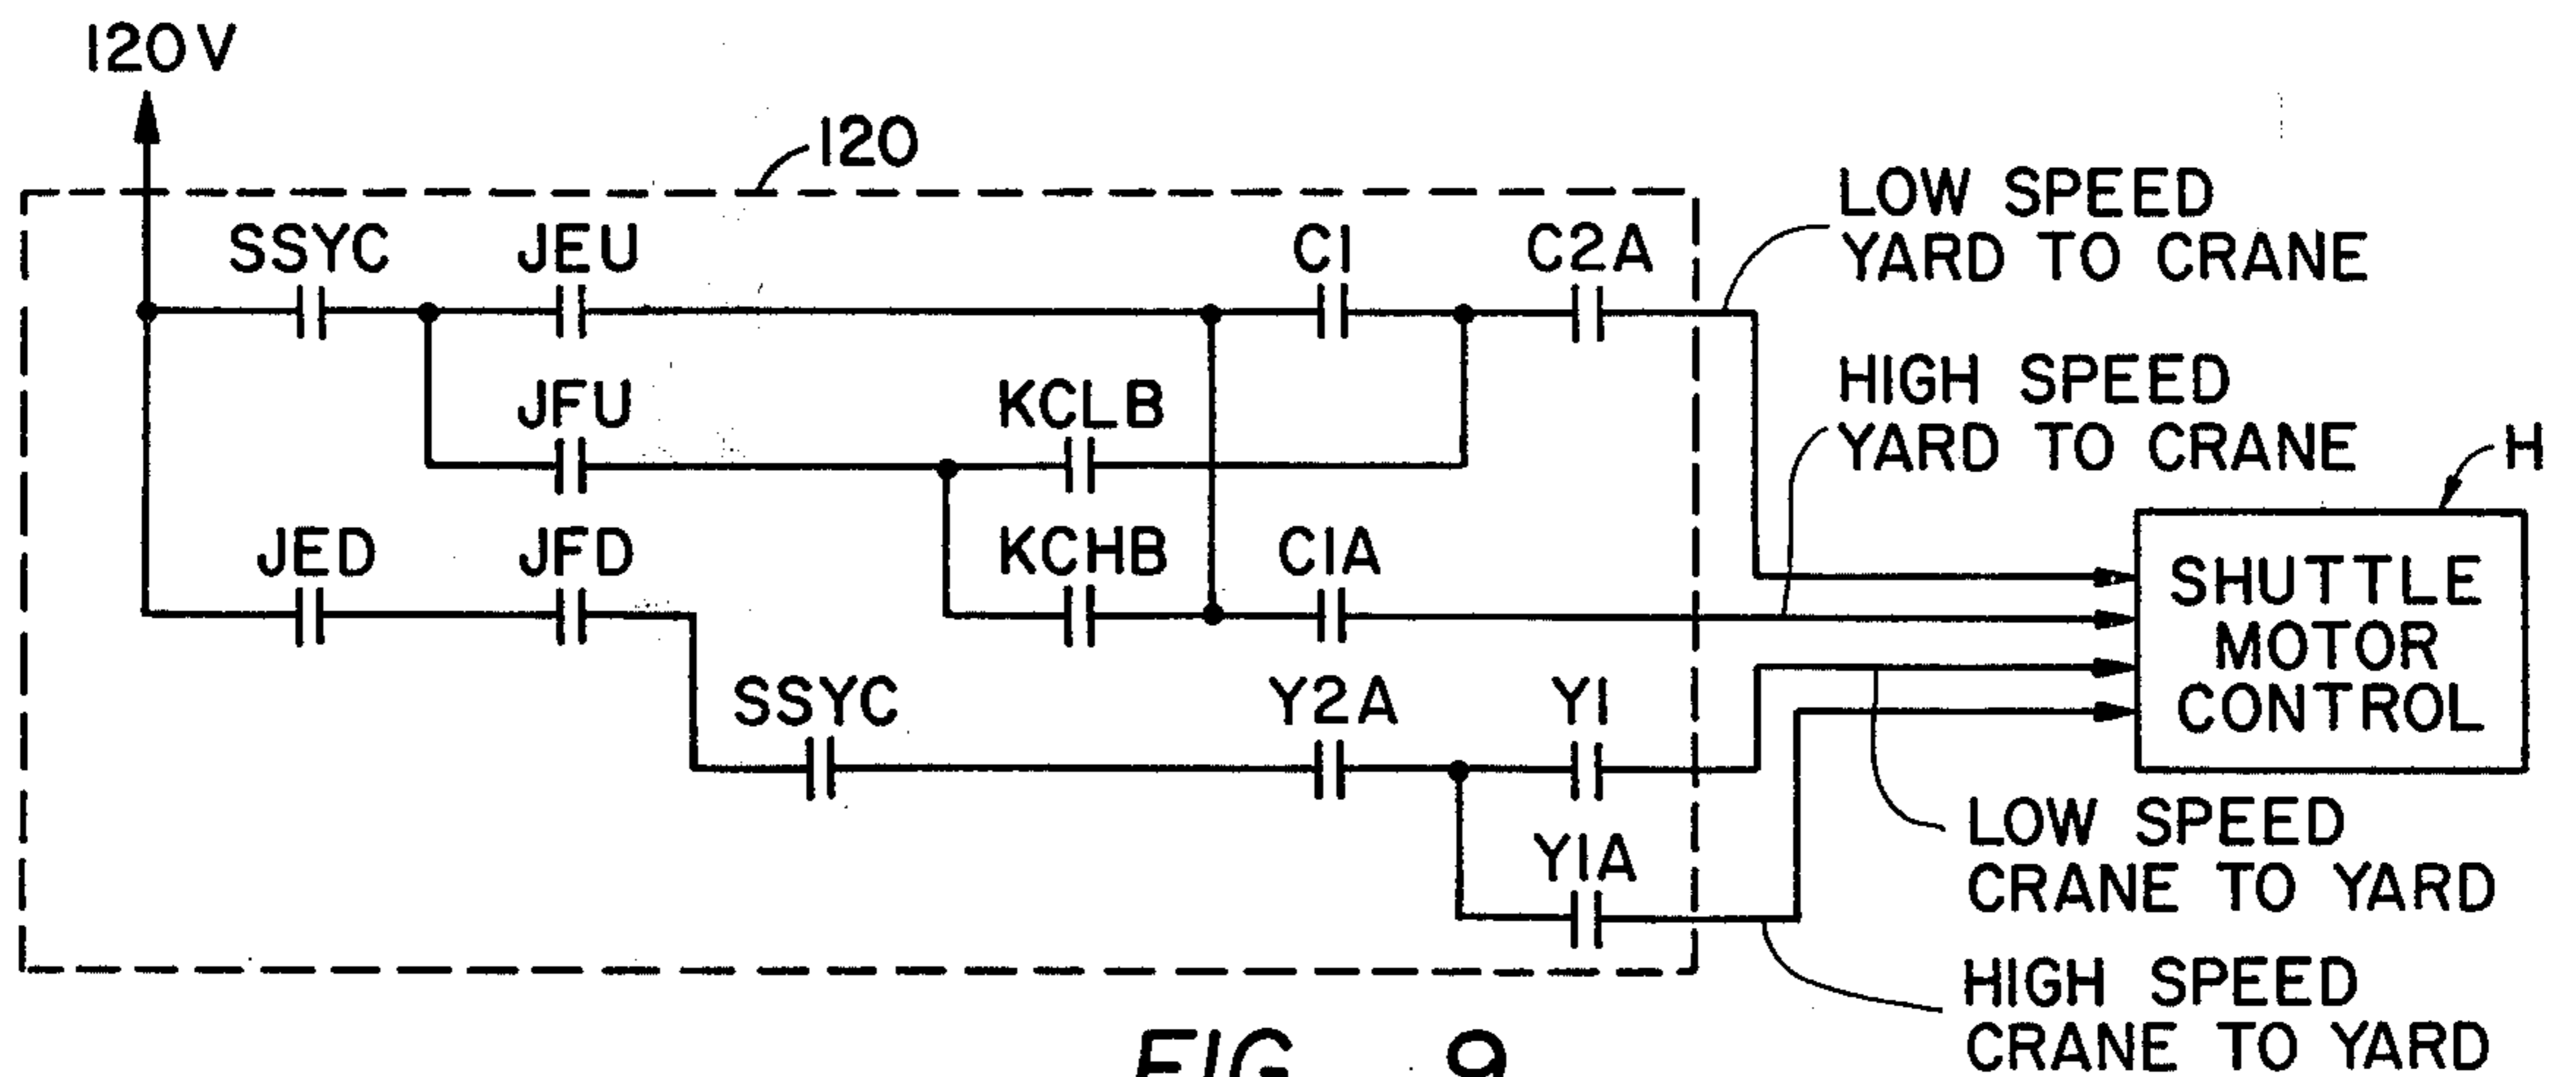 120V
120
SSYC
JEU
C1
C2A
LOW SPEED
YARD TO CRANE
JFU
KCLB
HIGH SPEED
YARD TO CRANE
H
JED
JFD
KCHB
C1A
SHUTTLE
MOTOR
CONTROL
SSYC
Y2A
Y1
LOW SPEED
CRANE TO YARD
Y1A
HIGH SPEED
CRANE TO YARD
FIG. 9